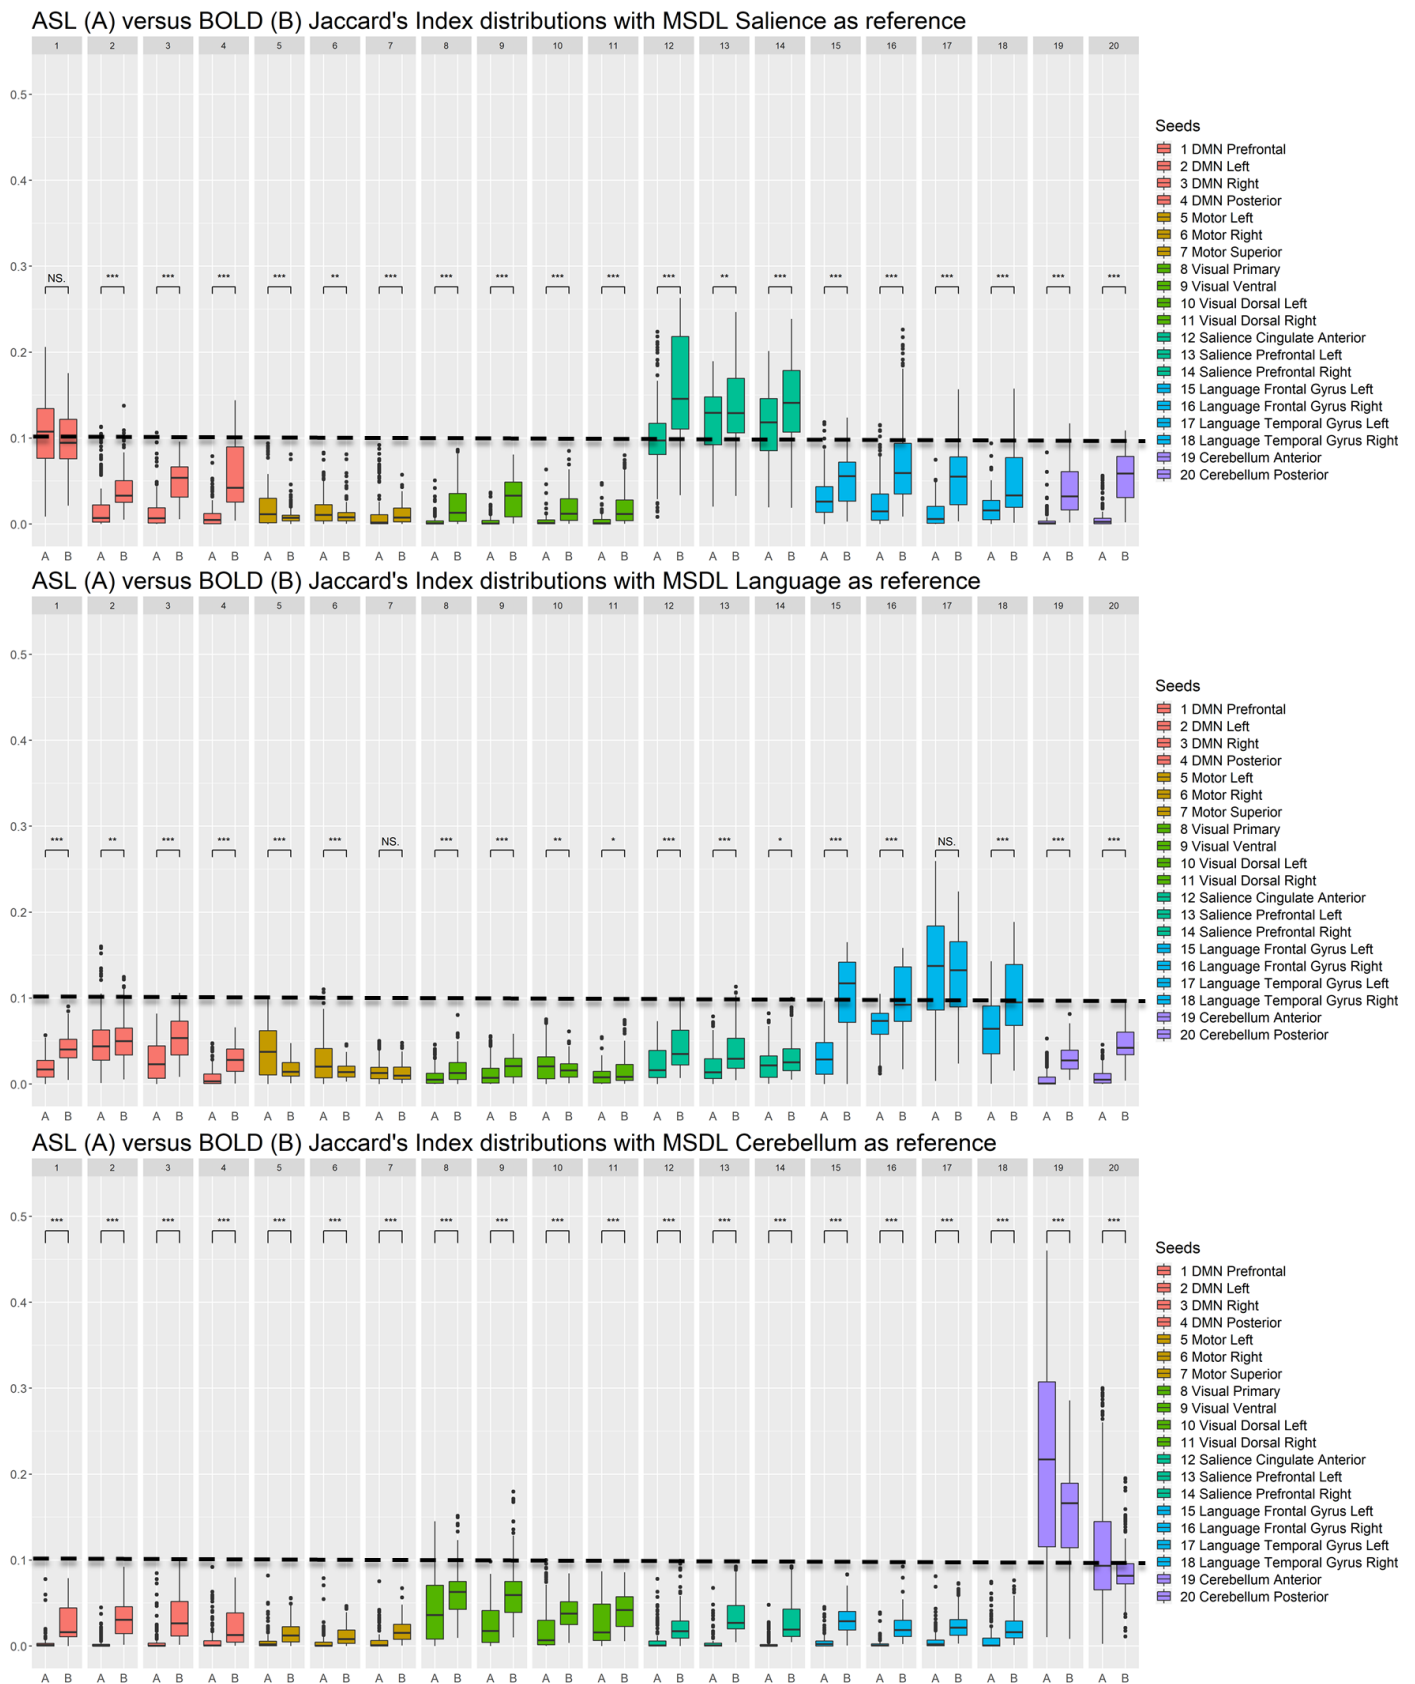 ASL (A) versus BOLD (B) Jaccard's Index distributions with MSDL Salience as reference
1 2 3 4 5 6 7 8 9 10 11 12 13 14 15 16 17 18 19 20
0.5
0.4
0.3
NS. *** *** *** *** ** *** *** *** *** *** *** ** *** *** *** *** *** *** ***
0.2
0.1
0.0
A B A B A B A B A B A B A B A B A B A B A B A B A B A B A B A B A B A B A B A B
Seeds
1 DMN Prefrontal
2 DMN Left
3 DMN Right
4 DMN Posterior
5 Motor Left
6 Motor Right
7 Motor Superior
8 Visual Primary
9 Visual Ventral
10 Visual Dorsal Left
11 Visual Dorsal Right
12 Salience Cingulate Anterior
13 Salience Prefrontal Left
14 Salience Prefrontal Right
15 Language Frontal Gyrus Left
16 Language Frontal Gyrus Right
17 Language Temporal Gyrus Left
18 Language Temporal Gyrus Right
19 Cerebellum Anterior
20 Cerebellum Posterior
ASL (A) versus BOLD (B) Jaccard's Index distributions with MSDL Language as reference
1 2 3 4 5 6 7 8 9 10 11 12 13 14 15 16 17 18 19 20
0.5
0.4
0.3
*** ** *** *** *** *** NS. *** *** ** * *** *** * *** *** NS. *** *** ***
0.2
0.1
0.0
A B A B A B A B A B A B A B A B A B A B A B A B A B A B A B A B A B A B A B A B
Seeds
1 DMN Prefrontal
2 DMN Left
3 DMN Right
4 DMN Posterior
5 Motor Left
6 Motor Right
7 Motor Superior
8 Visual Primary
9 Visual Ventral
10 Visual Dorsal Left
11 Visual Dorsal Right
12 Salience Cingulate Anterior
13 Salience Prefrontal Left
14 Salience Prefrontal Right
15 Language Frontal Gyrus Left
16 Language Frontal Gyrus Right
17 Language Temporal Gyrus Left
18 Language Temporal Gyrus Right
19 Cerebellum Anterior
20 Cerebellum Posterior
ASL (A) versus BOLD (B) Jaccard's Index distributions with MSDL Cerebellum as reference
1 2 3 4 5 6 7 8 9 10 11 12 13 14 15 16 17 18 19 20
*** *** *** *** *** *** *** *** *** *** *** *** *** *** *** *** *** *** *** ***
0.5
0.4
0.3
0.2
0.1
0.0
A B A B A B A B A B A B A B A B A B A B A B A B A B A B A B A B A B A B A B A B
Seeds
1 DMN Prefrontal
2 DMN Left
3 DMN Right
4 DMN Posterior
5 Motor Left
6 Motor Right
7 Motor Superior
8 Visual Primary
9 Visual Ventral
10 Visual Dorsal Left
11 Visual Dorsal Right
12 Salience Cingulate Anterior
13 Salience Prefrontal Left
14 Salience Prefrontal Right
15 Language Frontal Gyrus Left
16 Language Frontal Gyrus Right
17 Language Temporal Gyrus Left
18 Language Temporal Gyrus Right
19 Cerebellum Anterior
20 Cerebellum Posterior